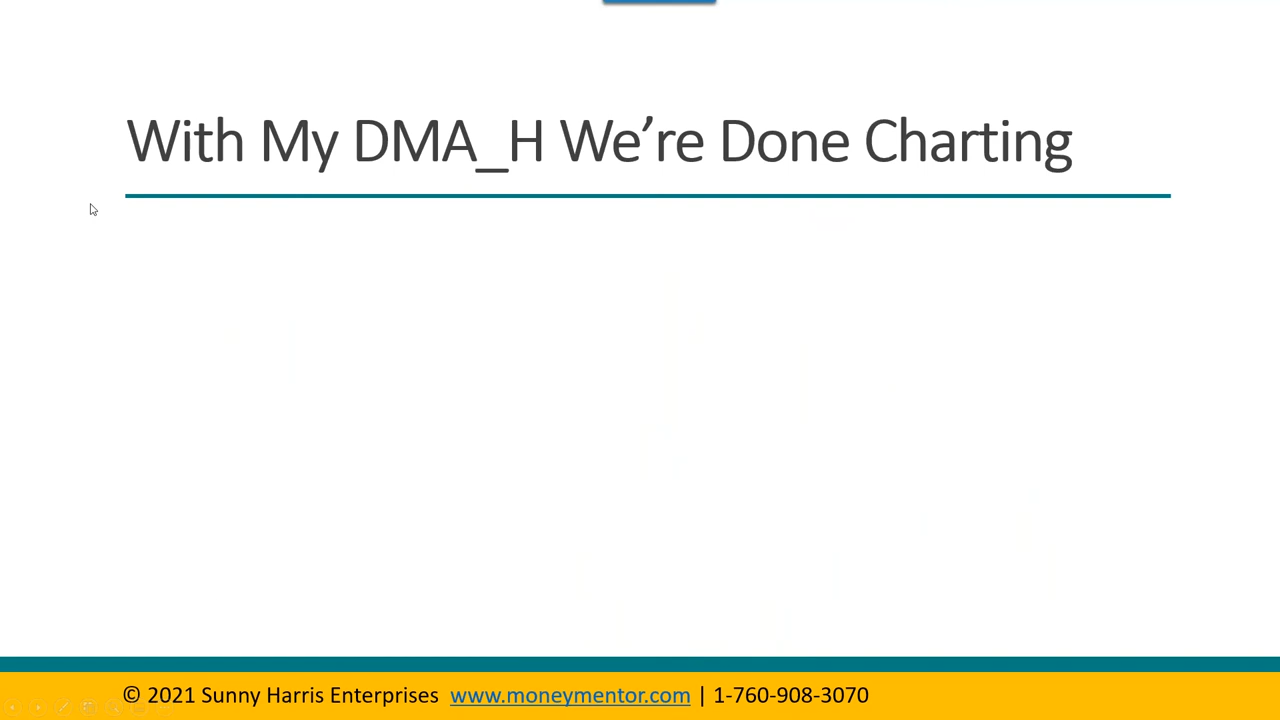 With My DMA_H We’re Done Charting
© 2021 Sunny Harris Enterprises www.moneymentor.com | 1-760-908-3070